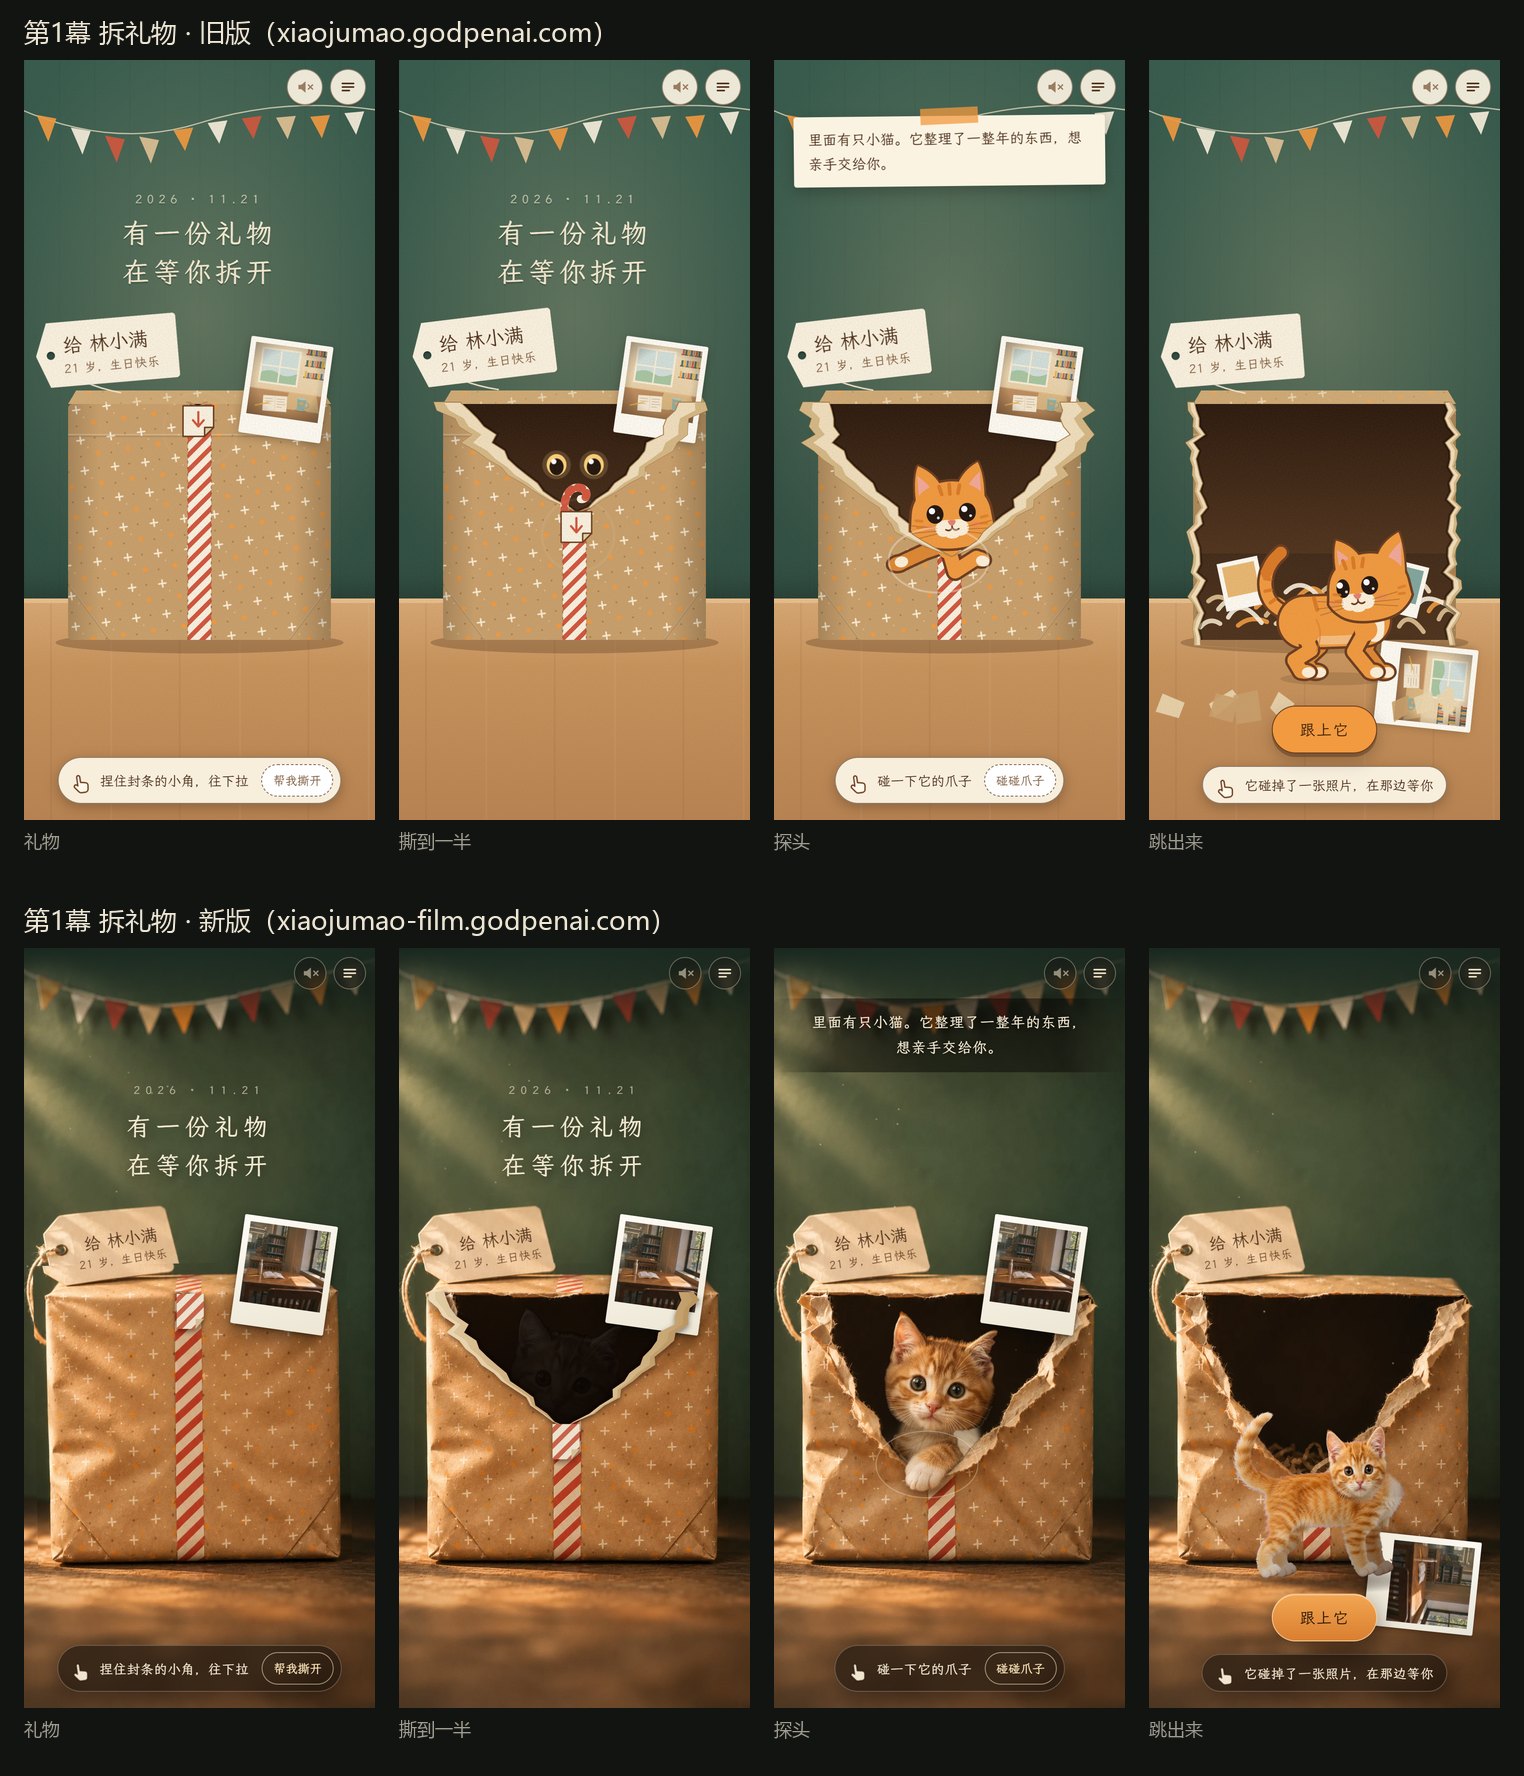 第1幕 拆礼物 · 旧版（xiaojumao.godpenai.com）
2026 · 11.21
有一份礼物
在等你拆开
给 林小满
21 岁，生日快乐
捏住封条的小角，往下拉
帮我撕开
礼物
2026 · 11.21
有一份礼物
在等你拆开
给 林小满
21 岁，生日快乐
撕到一半
里面有只小猫。它整理了一整年的东西，想
亲手交给你。
给 林小满
21 岁，生日快乐
碰一下它的爪子
碰碰爪子
探头
给 林小满
21 岁，生日快乐
跟上它
它碰掉了一张照片，在那边等你
跳出来
第1幕 拆礼物 · 新版（xiaojumao-film.godpenai.com）
2026 · 11.21
有一份礼物
在等你拆开
给 林小满
21 岁，生日快乐
捏住封条的小角，往下拉
帮我撕开
礼物
2026 · 11.21
有一份礼物
在等你拆开
给 林小满
21 岁，生日快乐
撕到一半
里面有只小猫。它整理了一整年的东西，
想亲手交给你。
给 林小满
21 岁，生日快乐
碰一下它的爪子
碰碰爪子
探头
给 林小满
21 岁，生日快乐
跟上它
它碰掉了一张照片，在那边等你
跳出来